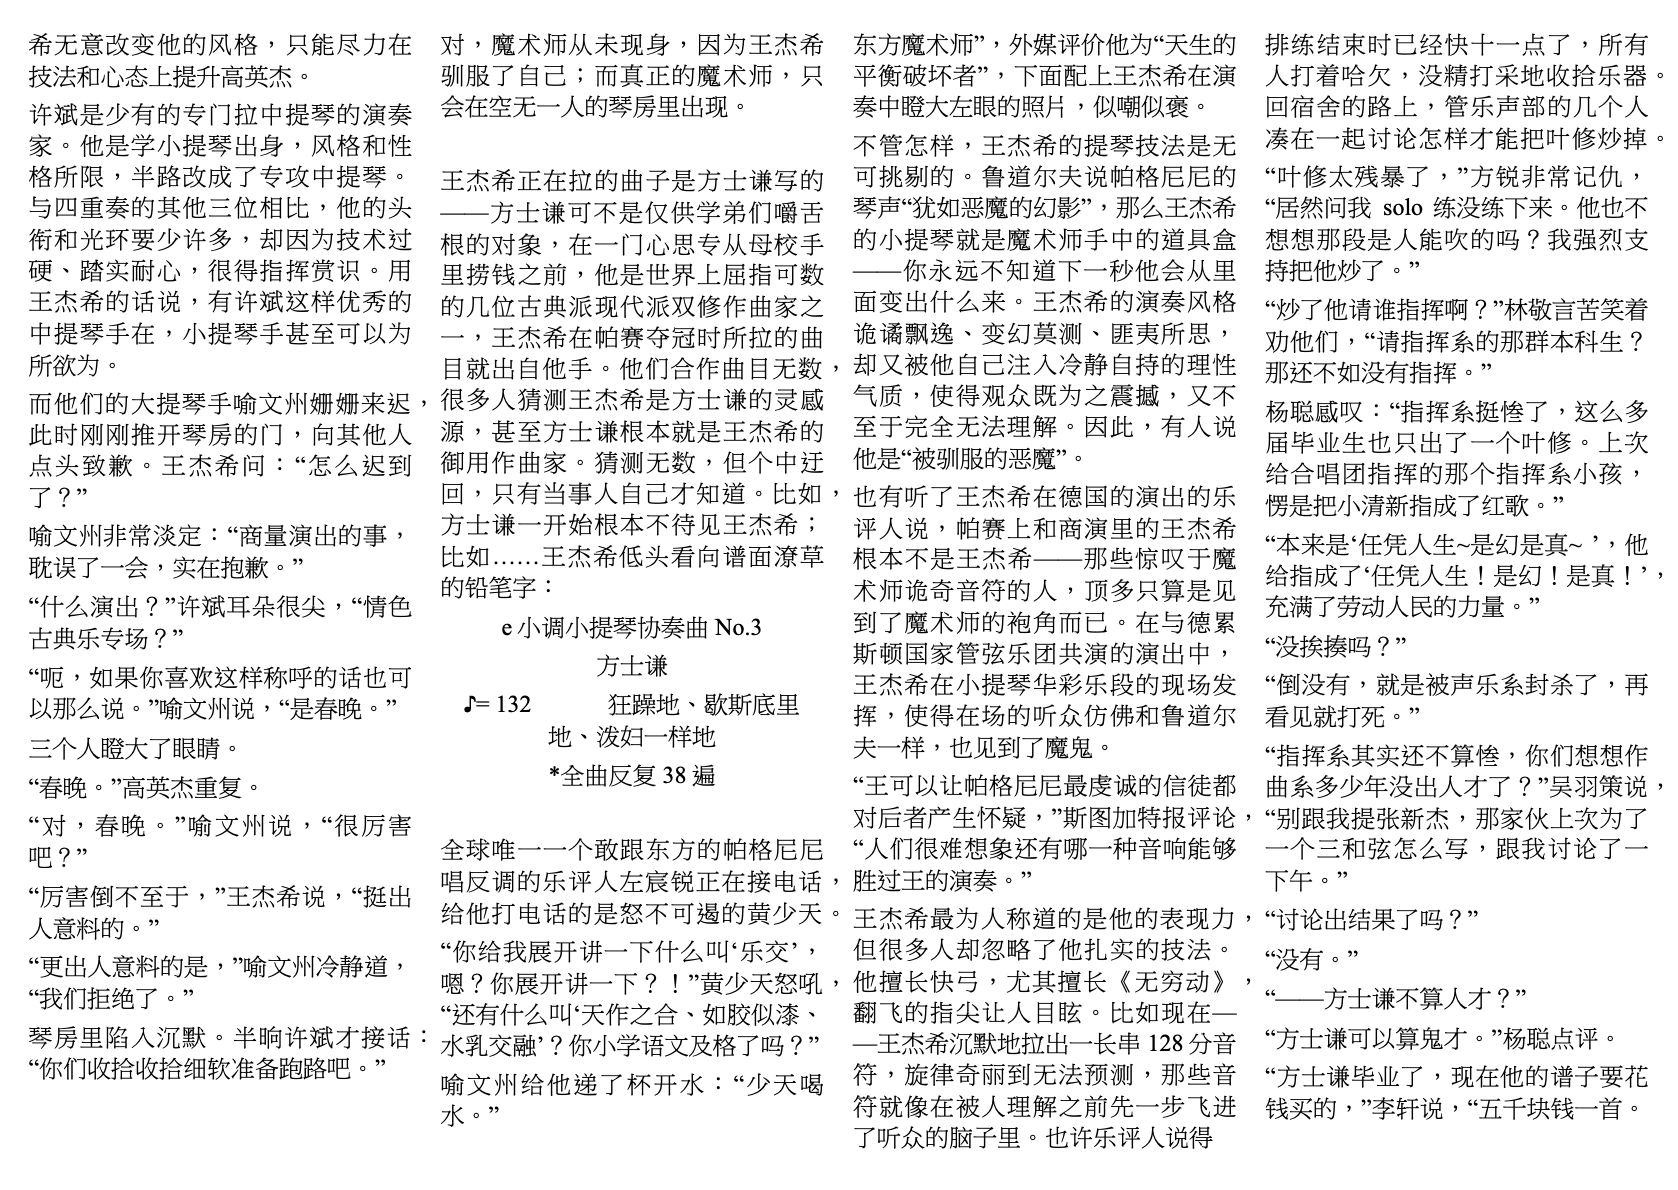 希无意改变他的风格，只能尽力在
技法和心态上提升高英杰。
许斌是少有的专门拉中提琴的演奏
家。他是学小提琴出身，风格和性
格所限，半路改成了专攻中提琴。
与四重奏的其他三位相比，他的头
衔和光环要少许多，却因为技术过
硬、踏实耐心，很得指挥赏识。用
王杰希的话说，有许斌这样优秀的
中提琴手在，小提琴手甚至可以为
所欲为。
而他们的大提琴手喻文州姗姗来迟，
此时刚刚推开琴房的门，向其他人
点头致歉。王杰希问：“怎么迟到
了？”
喻文州非常淡定：“商量演出的事，
耽误了一会，实在抱歉。”
“什么演出？”许斌耳朵很尖，“情色
古典乐专场？”
“呃，如果你喜欢这样称呼的话也可
以那么说。”喻文州说，“是春晚。”
三个人瞪大了眼睛。
“春晚。”高英杰重复。
“对，春晚。”喻文州说，“很厉害
吧？”
“厉害倒不至于，”王杰希说，“挺出
人意料的。”
“更出人意料的是，”喻文州冷静道，
“我们拒绝了。”
琴房里陷入沉默。半晌许斌才接话：
“你们收拾收拾细软准备跑路吧。”
对，魔术师从未现身，因为王杰希
驯服了自己；而真正的魔术师，只
会在空无一人的琴房里出现。
王杰希正在拉的曲子是方士谦写的
——方士谦可不是仅供学弟们嚼舌
根的对象，在一门心思专从母校手
里捞钱之前，他是世界上屈指可数
的几位古典派现代派双修作曲家之
一，王杰希在帕赛夺冠时所拉的曲
目就出自他手。他们合作曲目无数，
很多人猜测王杰希是方士谦的灵感
源，甚至方士谦根本就是王杰希的
御用作曲家。猜测无数，但个中迂
回，只有当事人自己才知道。比如，
方士谦一开始根本不待见王杰希；
比如……王杰希低头看向谱面潦草
的铅笔字：
e 小调小提琴协奏曲 No.3
方士谦
♪= 132 狂躁地、歇斯底里
地、泼妇一样地
*全曲反复 38 遍
全球唯一一个敢跟东方的帕格尼尼
唱反调的乐评人左宸锐正在接电话，
给他打电话的是怒不可遏的黄少天。
“你给我展开讲一下什么叫‘乐交’，
嗯？你展开讲一下？！”黄少天怒吼，
“还有什么叫‘天作之合、如胶似漆、
水乳交融’？你小学语文及格了吗？”
喻文州给他递了杯开水：“少天喝
水。”
东方魔术师”，外媒评价他为“天生的
平衡破坏者”，下面配上王杰希在演
奏中瞪大左眼的照片，似嘲似褒。
不管怎样，王杰希的提琴技法是无
可挑剔的。鲁道尔夫说帕格尼尼的
琴声“犹如恶魔的幻影”，那么王杰希
的小提琴就是魔术师手中的道具盒
——你永远不知道下一秒他会从里
面变出什么来。王杰希的演奏风格
诡谲飘逸、变幻莫测、匪夷所思，
却又被他自己注入冷静自持的理性
气质，使得观众既为之震撼，又不
至于完全无法理解。因此，有人说
他是“被驯服的恶魔”。
也有听了王杰希在德国的演出的乐
评人说，帕赛上和商演里的王杰希
根本不是王杰希——那些惊叹于魔
术师诡奇音符的人，顶多只算是见
到了魔术师的袍角而已。在与德累
斯顿国家管弦乐团共演的演出中，
王杰希在小提琴华彩乐段的现场发
挥，使得在场的听众仿佛和鲁道尔
夫一样，也见到了魔鬼。
“王可以让帕格尼尼最虔诚的信徒都
对后者产生怀疑，”斯图加特报评论，
“人们很难想象还有哪一种音响能够
胜过王的演奏。”
王杰希最为人称道的是他的表现力，
但很多人却忽略了他扎实的技法。
他擅长快弓，尤其擅长《无穷动》，
翻飞的指尖让人目眩。比如现在—
—王杰希沉默地拉出一长串 128 分音
符，旋律奇丽到无法预测，那些音
符就像在被人理解之前先一步飞进
了听众的脑子里。也许乐评人说得
排练结束时已经快十一点了，所有
人打着哈欠，没精打采地收拾乐器。
回宿舍的路上，管乐声部的几个人
凑在一起讨论怎样才能把叶修炒掉。
“叶修太残暴了，”方锐非常记仇，
“居然问我 solo 练没练下来。他也不
想想那段是人能吹的吗？我强烈支
持把他炒了。”
“炒了他请谁指挥啊？”林敬言苦笑着
劝他们，“请指挥系的那群本科生？
那还不如没有指挥。”
杨聪感叹：“指挥系挺惨了，这么多
届毕业生也只出了一个叶修。上次
给合唱团指挥的那个指挥系小孩，
愣是把小清新指成了红歌。”
“本来是‘任凭人生~是幻是真~ ’，他
给指成了‘任凭人生！是幻！是真！’，
充满了劳动人民的力量。”
“没挨揍吗？”
“倒没有，就是被声乐系封杀了，再
看见就打死。”
“指挥系其实还不算惨，你们想想作
曲系多少年没出人才了？”吴羽策说，
“别跟我提张新杰，那家伙上次为了
一个三和弦怎么写，跟我讨论了一
下午。”
“讨论出结果了吗？”
“没有。”
“——方士谦不算人才？”
“方士谦可以算鬼才。”杨聪点评。
“方士谦毕业了，现在他的谱子要花
钱买的，”李轩说，“五千块钱一首。